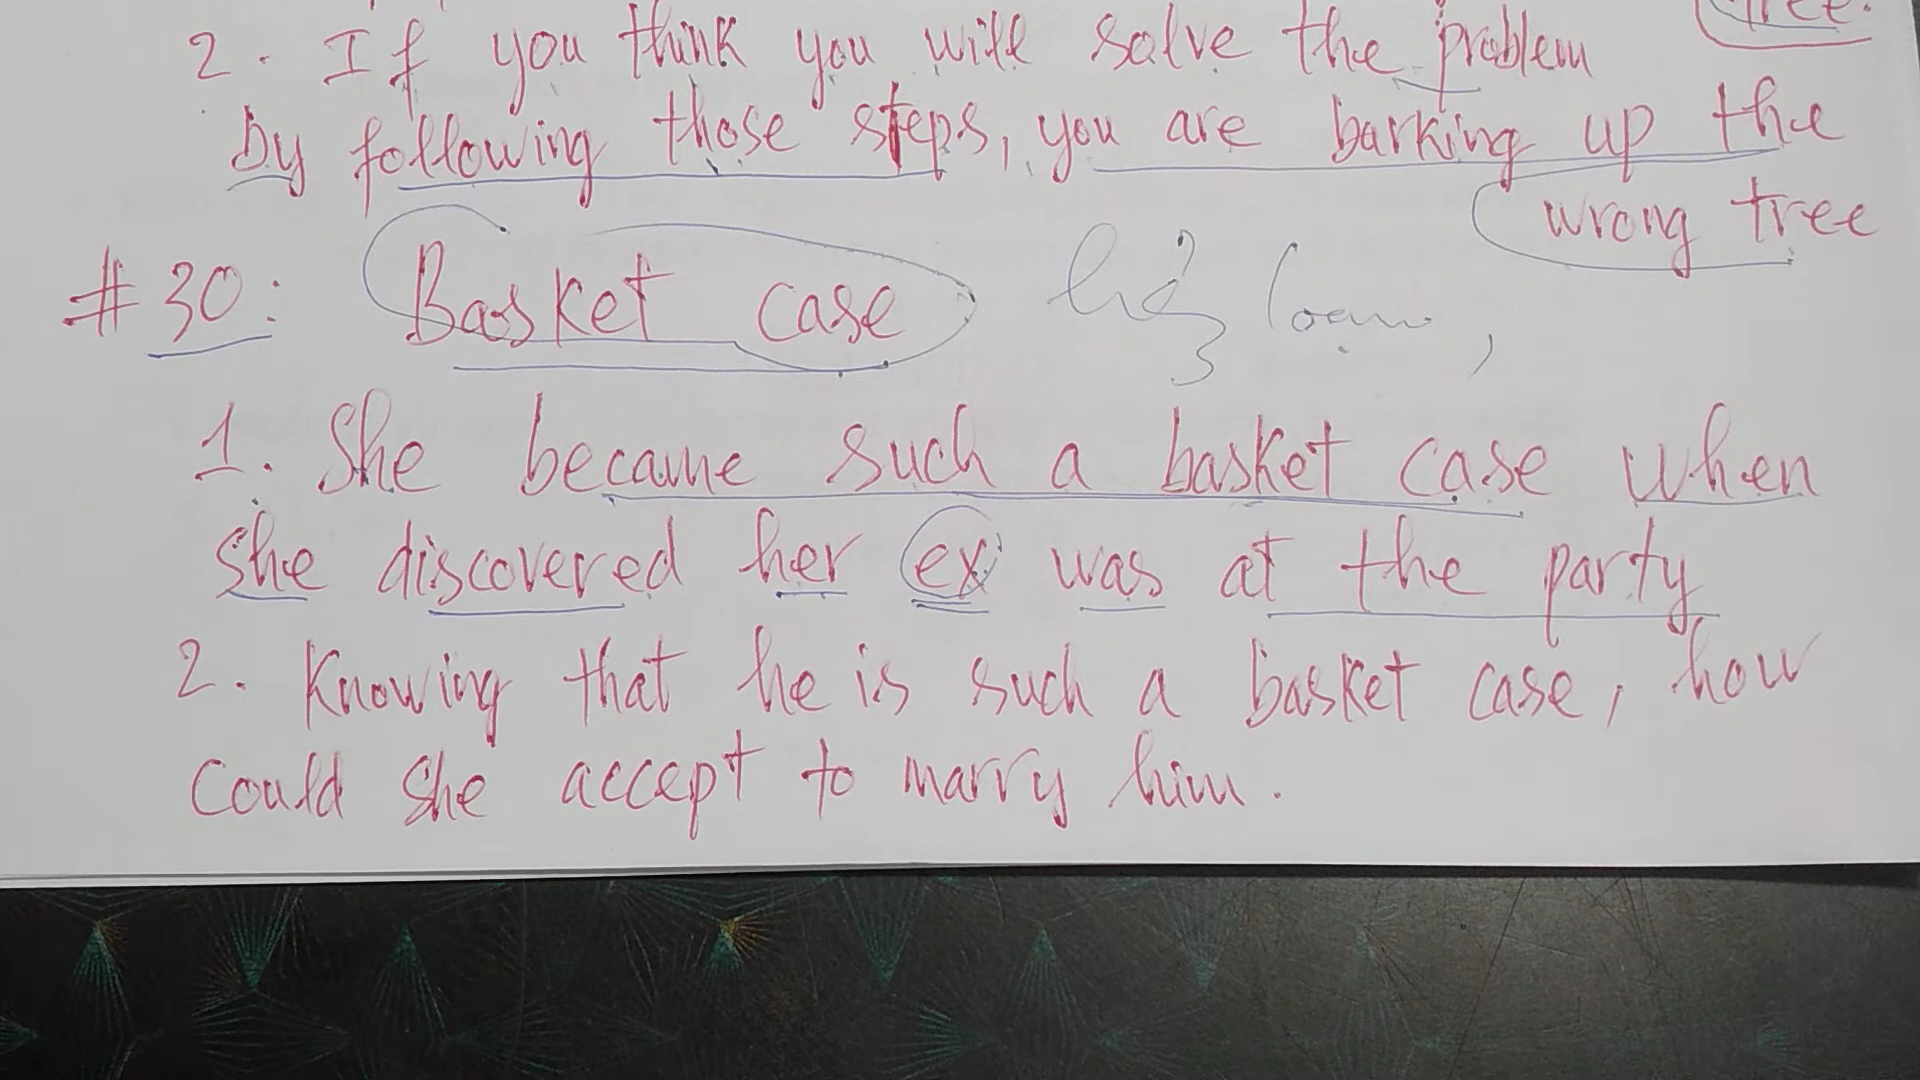 tree.
2. If you think you will solve the problem
by following those steps, you are barking up the
wrong tree
#30: Basket case
1. She became such a basket case when
she discovered her ex was at the party
2. Knowing that he is such a basket case, how
could she accept to marry him.